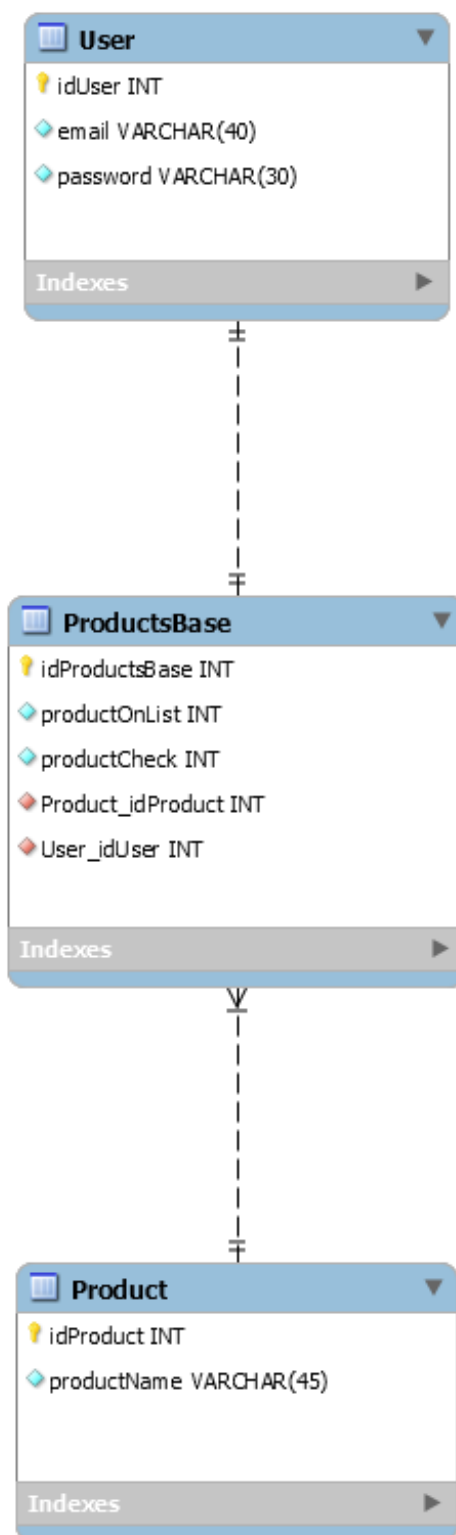 User
idUser INT
email VARCHAR(40)
password VARCHAR(30)
Indexes
ProductsBase
idProductsBase INT
productOnList INT
productCheck INT
Product_idProduct INT
User_idUser INT
Indexes
Product
idProduct INT
productName VARCHAR(45)
Indexes